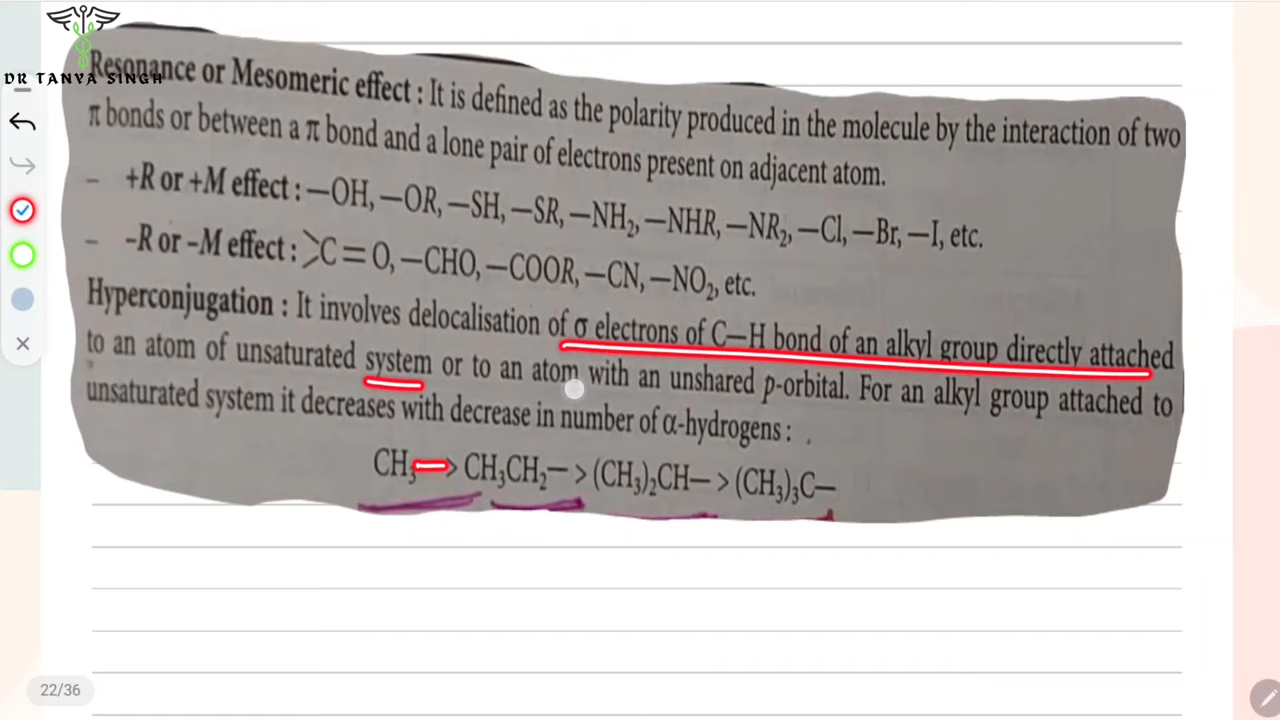 DR TANYA SINGH
Resonance or Mesomeric effect : It is defined as the polarity produced in the molecule by the interaction of two
π bonds or between a π bond and a lone pair of electrons present on adjacent atom.
– +R or +M effect : —OH, —OR, —SH, —SR, —NH₂, —NHR, —NR₂, —Cl, —Br, —I, etc.
– -R or –M effect : >C=O, —CHO, —COOR, —CN, —NO₂, etc.
Hyperconjugation : It involves delocalisation of σ electrons of C—H bond of an alkyl group directly attached
to an atom of unsaturated system or to an atom with an unshared p-orbital. For an alkyl group attached to
unsaturated system it decreases with decrease in number of α-hydrogens :
CH₃—> CH₃CH₂— > (CH₃)₂CH— > (CH₃)₃C—
22/36